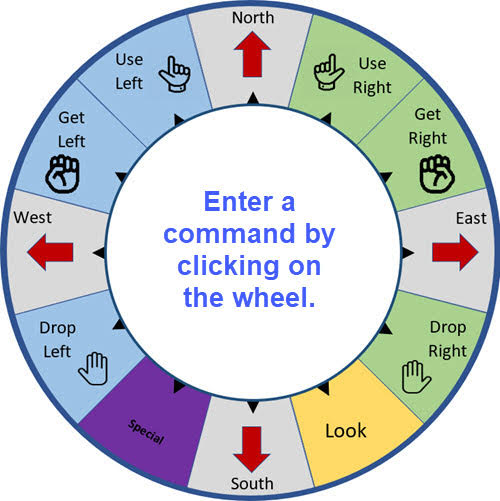 North
Use
Left
Use
Right
Get
Left
Get
Right
West
Enter a
command by
clicking on
the wheel.
East
Drop
Left
Drop
Right
Special
Look
South